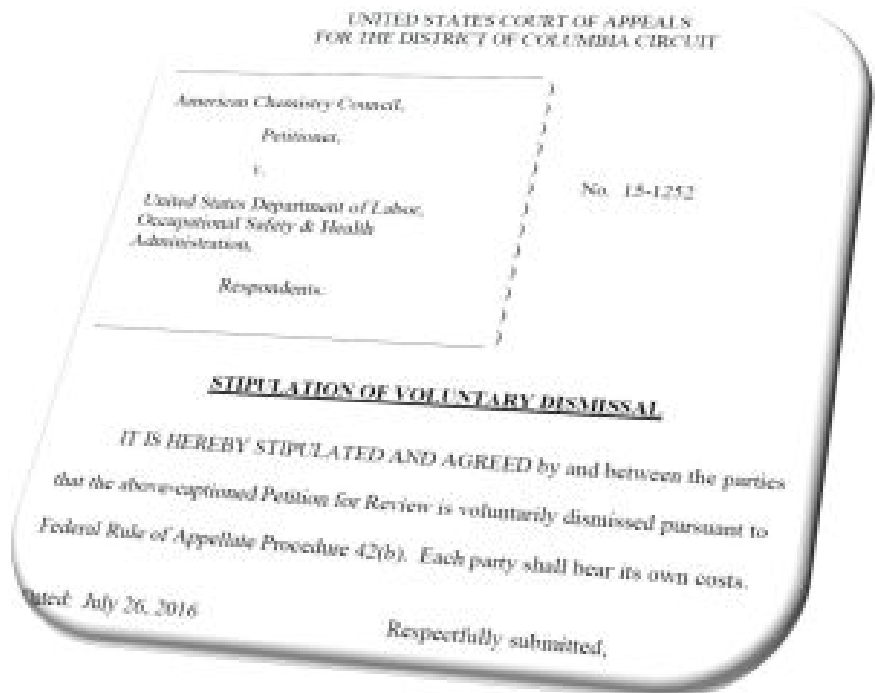 UNITED STATES COURT OF APPEALS
FOR THE DISTRICT OF COLUMBIA CIRCUIT
American Chemistry Council,
Petitioner,
v.
United States Department of Labor,
Occupational Safety & Health
Administration,
Respondents.
)
)
)
)
)
)
)
)
)
)
)
)
)
No. 15-1252
STIPULATION OF VOLUNTARY DISMISSAL
IT IS HEREBY STIPULATED AND AGREED by and between the parties
that the above-captioned Petition for Review is voluntarily dismissed pursuant to
Federal Rule of Appellate Procedure 42(b). Each party shall bear its own costs.
Dated: July 26, 2016
Respectfully submitted,